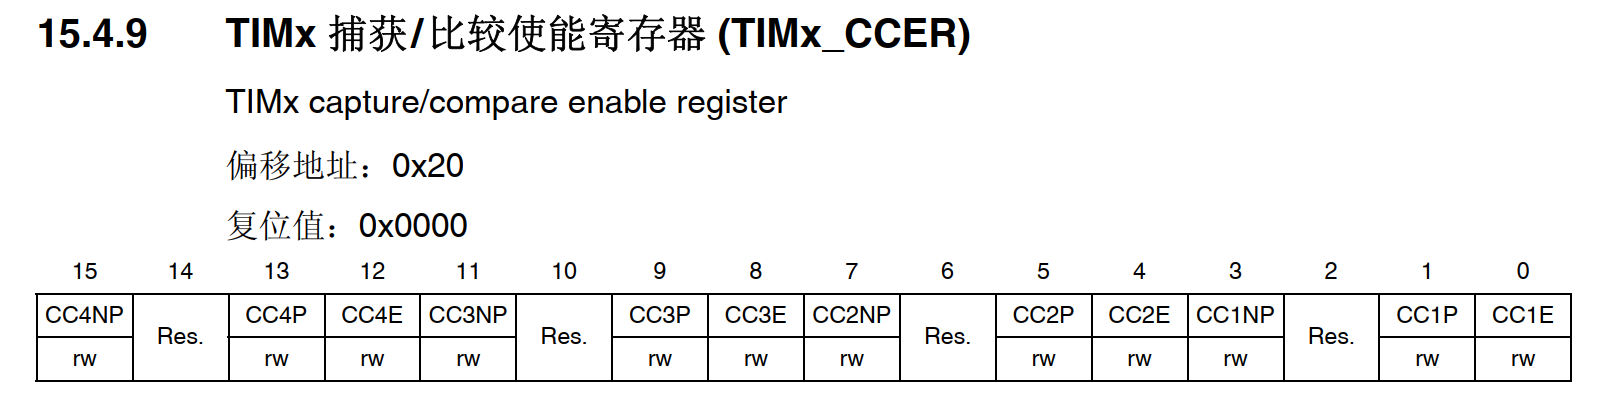 15.4.9 TIMx 捕获/比较使能寄存器 (TIMx_CCER)
TIMx capture/compare enable register
偏移地址：0x20
复位值：0x0000
15 14 13 12 11 10 9 8 7 6 5 4 3 2 1 0
CC4NP Res. CC4P CC4E CC3NP Res. CC3P CC3E CC2NP Res. CC2P CC2E CC1NP Res. CC1P CC1E
rw rw rw rw rw rw rw rw rw rw rw rw